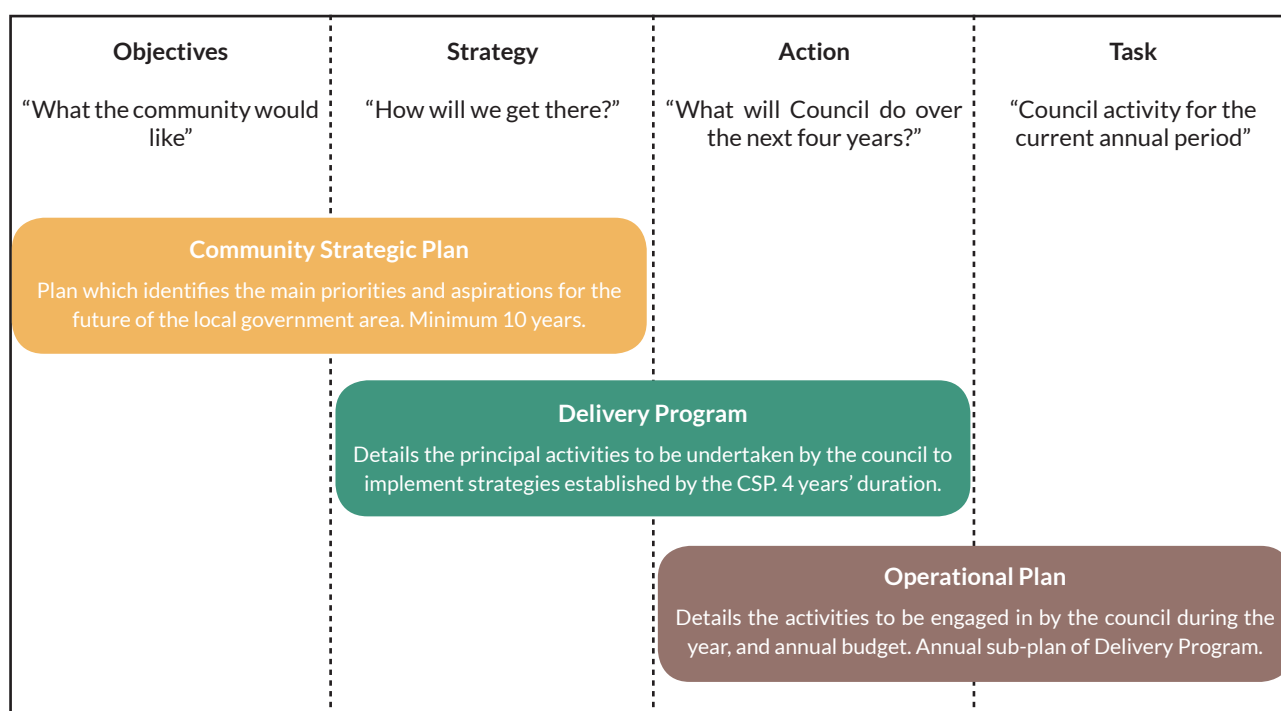 Objectives
“What the community would
like”
Strategy
“How will we get there?”
Action
“What will Council do over
the next four years?”
Task
“Council activity for the
current annual period”
Community Strategic Plan
Plan which identifies the main priorities and aspirations for the
future of the local government area. Minimum 10 years.
Delivery Program
Details the principal activities to be undertaken by the council to
implement strategies established by the CSP. 4 years’ duration.
Operational Plan
Details the activities to be engaged in by the council during the
year, and annual budget. Annual sub-plan of Delivery Program.